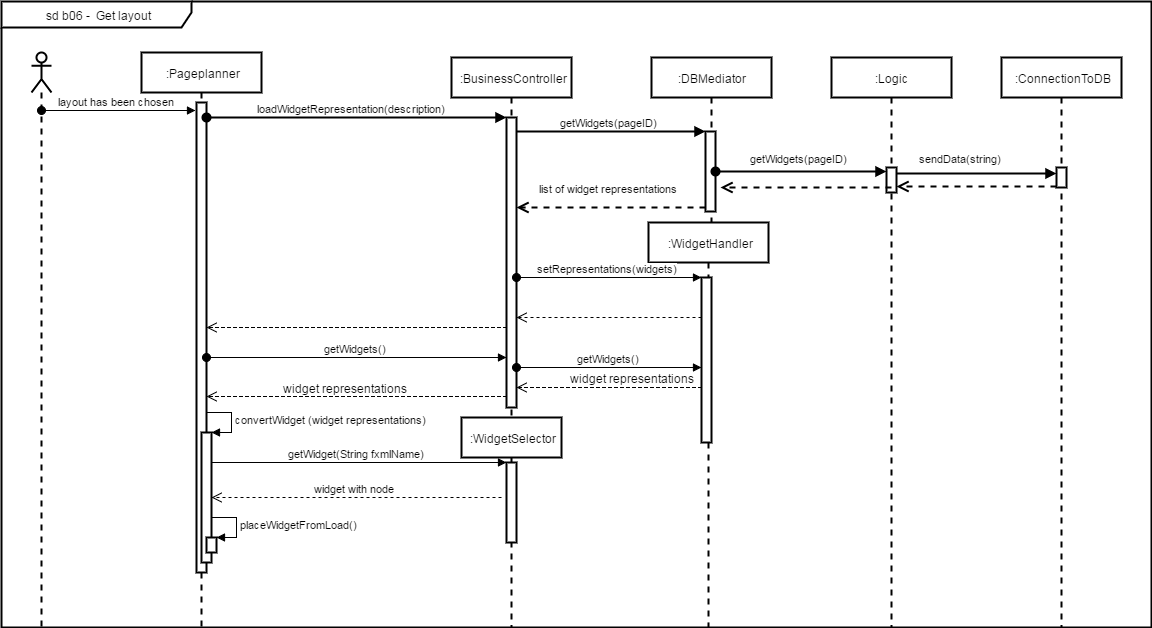 sd b06 - Get layout
:Pageplanner
:BusinessController
:DBMediator
:Logic
:ConnectionToDB
layout has been chosen
loadWidgetRepresentation(description)
getWidgets(pageID)
getWidgets(pageID)
sendData(string)
list of widget representations
:WidgetHandler
setRepresentations(widgets)
getWidgets()
getWidgets()
widget representations
widget representations
convertWidget (widget representations)
:WidgetSelector
getWidget(String fxmlName)
widget with node
placeWidgetFromLoad()